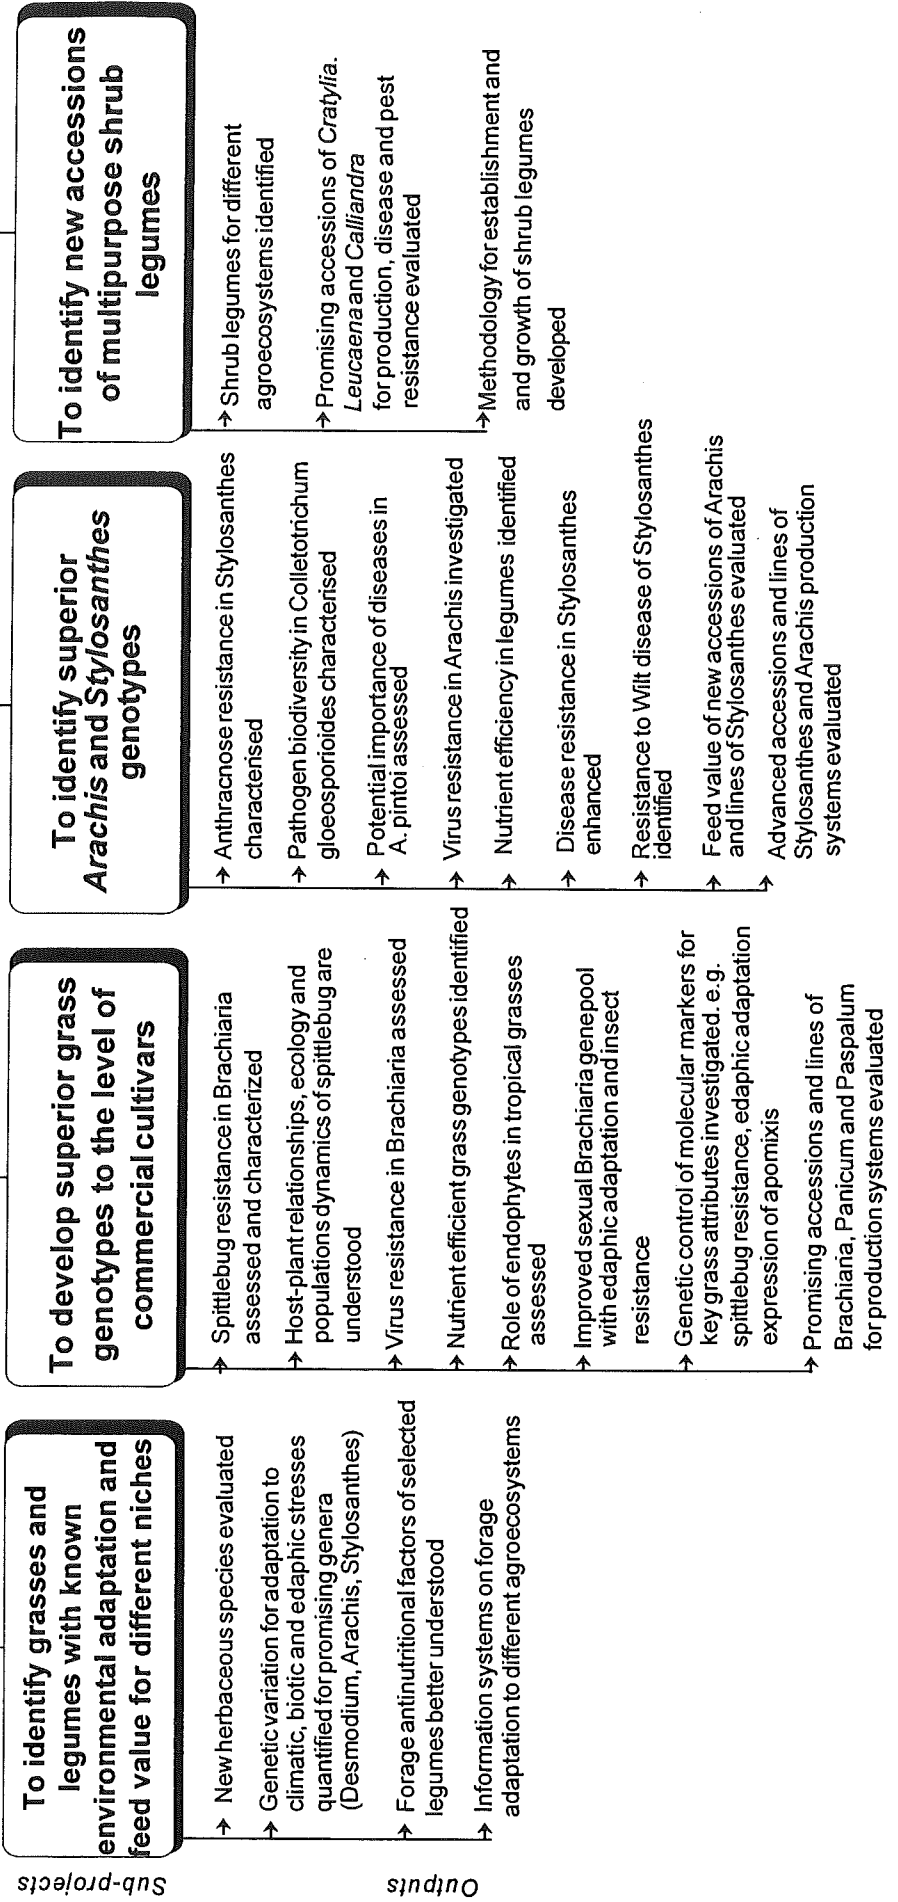 Sub-projects
To identify grasses and
legumes with known
environmental adaptation and
feed value for different niches
Outputs
New herbaceous species evaluated
Genetic variation for adaptation to
climatic, biotic and edaphic stresses
quantified for promising genera
(Desmodium, Arachis, Stylosanthes)
Forage antinutritional factors of selected
legumes better understood
Information systems on forage
adaptation to different agroecosystems
To develop superior grass
genotypes to the level of
commercial cultivars
Spittlebug resistance in Brachiaria
assessed and characterized
Host-plant relationships, ecology and
populations dynamics of spittlebug are
understood
Virus resistance in Brachiaria assessed
Nutrient efficient grass genotypes identified
Role of endophytes in tropical grasses
assessed
Improved sexual Brachiaria genepool
with edaphic adaptation and insect
resistance
Genetic control of molecular markers for
key grass attributes investigated. e.g.
spittlebug resistance, edaphic adaptation
expression of apomixis
Promising accessions and lines of
Brachiaria, Panicum and Paspalum
for production systems evaluated
To identify superior
Arachis and Stylosanthes
genotypes
Anthracnose resistance in Stylosanthes
characterised
Pathogen biodiversity in Colletotrichum
gloeosporioides characterised
Potential importance of diseases in
A. pintoi assessed
Virus resistance in Arachis investigated
Nutrient efficiency in legumes identified
Disease resistance in Stylosanthes
enhanced
Resistance to Wilt disease of Stylosanthes
identified
Feed value of new accessions of Arachis
and lines of Stylosanthes evaluated
Advanced accessions and lines of
Stylosanthes and Arachis production
systems evaluated
To identify new accessions
of multipurpose shrub
legumes
Shrub legumes for different
agroecosystems identified
Promising accessions of Cratylia.
Leucaena and Calliandra
for production, disease and pest
resistance evaluated
Methodology for establishment and
and growth of shrub legumes
developed